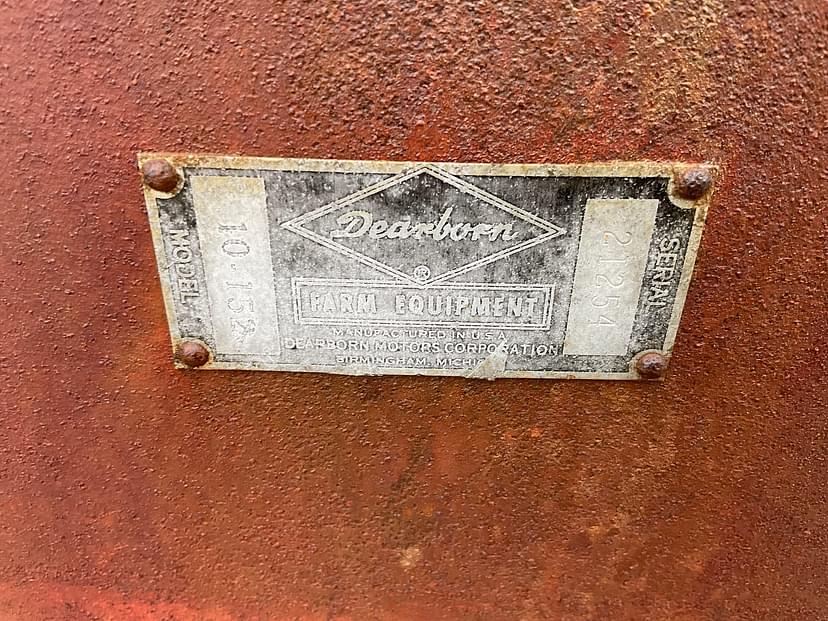 MODEL
10-152
Dearborn
®
FARM EQUIPMENT
MANUFACTURED IN U.S.A.
DEARBORN MOTORS CORPORATION
BIRMINGHAM, MICH
21254
SERIAL